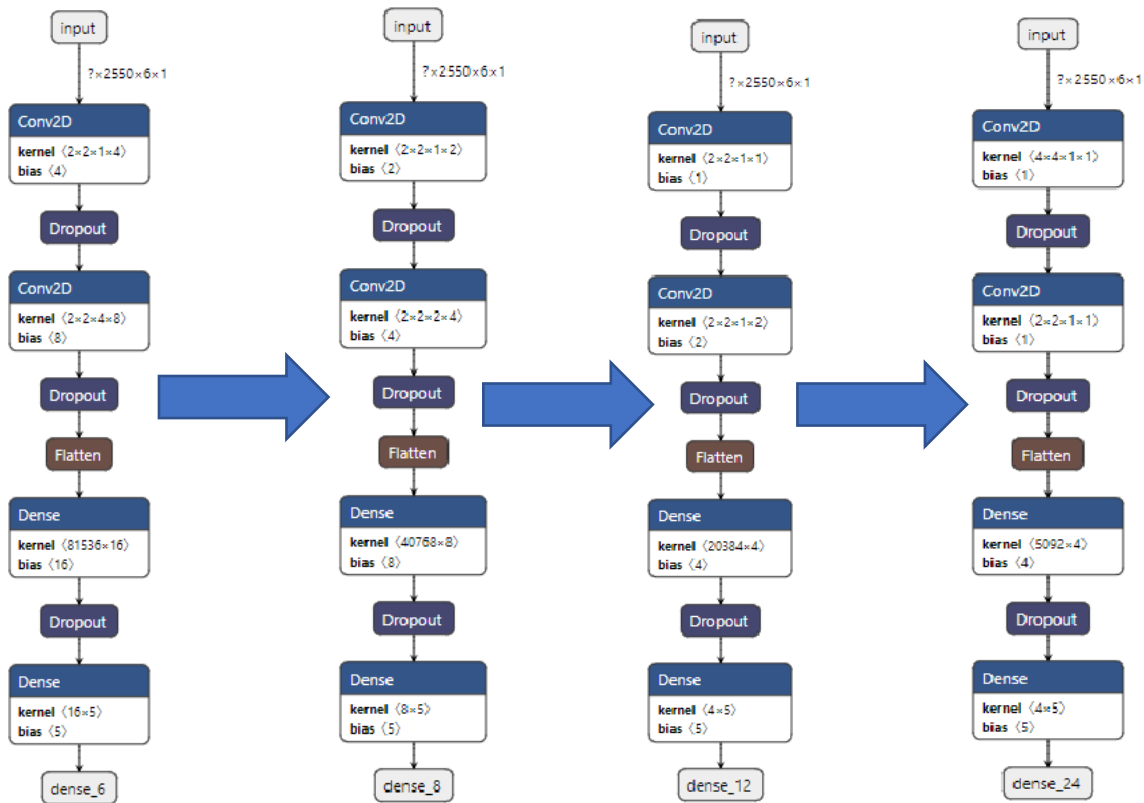 input
?×2550×6×1
Conv2D
kernel ⟨2×2×1×4⟩
bias ⟨4⟩
Dropout
Conv2D
kernel ⟨2×2×4×8⟩
bias ⟨8⟩
Dropout
Flatten
Dense
kernel ⟨81536×16⟩
bias ⟨16⟩
Dropout
Dense
kernel ⟨16×5⟩
bias ⟨5⟩
dense_6
input
?×2550×6×1
Conv2D
kernel ⟨2×2×1×2⟩
bias ⟨2⟩
Dropout
Conv2D
kernel ⟨2×2×2×4⟩
bias ⟨4⟩
Dropout
Flatten
Dense
kernel ⟨40768×8⟩
bias ⟨8⟩
Dropout
Dense
kernel ⟨8×5⟩
bias ⟨5⟩
dense_8
input
?×2550×6×1
Conv2D
kernel ⟨2×2×1×1⟩
bias ⟨1⟩
Dropout
Conv2D
kernel ⟨2×2×1×2⟩
bias ⟨2⟩
Dropout
Flatten
Dense
kernel ⟨20384×4⟩
bias ⟨4⟩
Dropout
Dense
kernel ⟨4×5⟩
bias ⟨5⟩
dense_12
input
?×2550×6×1
Conv2D
kernel ⟨4×4×1×1⟩
bias ⟨1⟩
Dropout
Conv2D
kernel ⟨2×2×1×1⟩
bias ⟨1⟩
Dropout
Flatten
Dense
kernel ⟨5092×4⟩
bias ⟨4⟩
Dropout
Dense
kernel ⟨4×5⟩
bias ⟨5⟩
dense_24